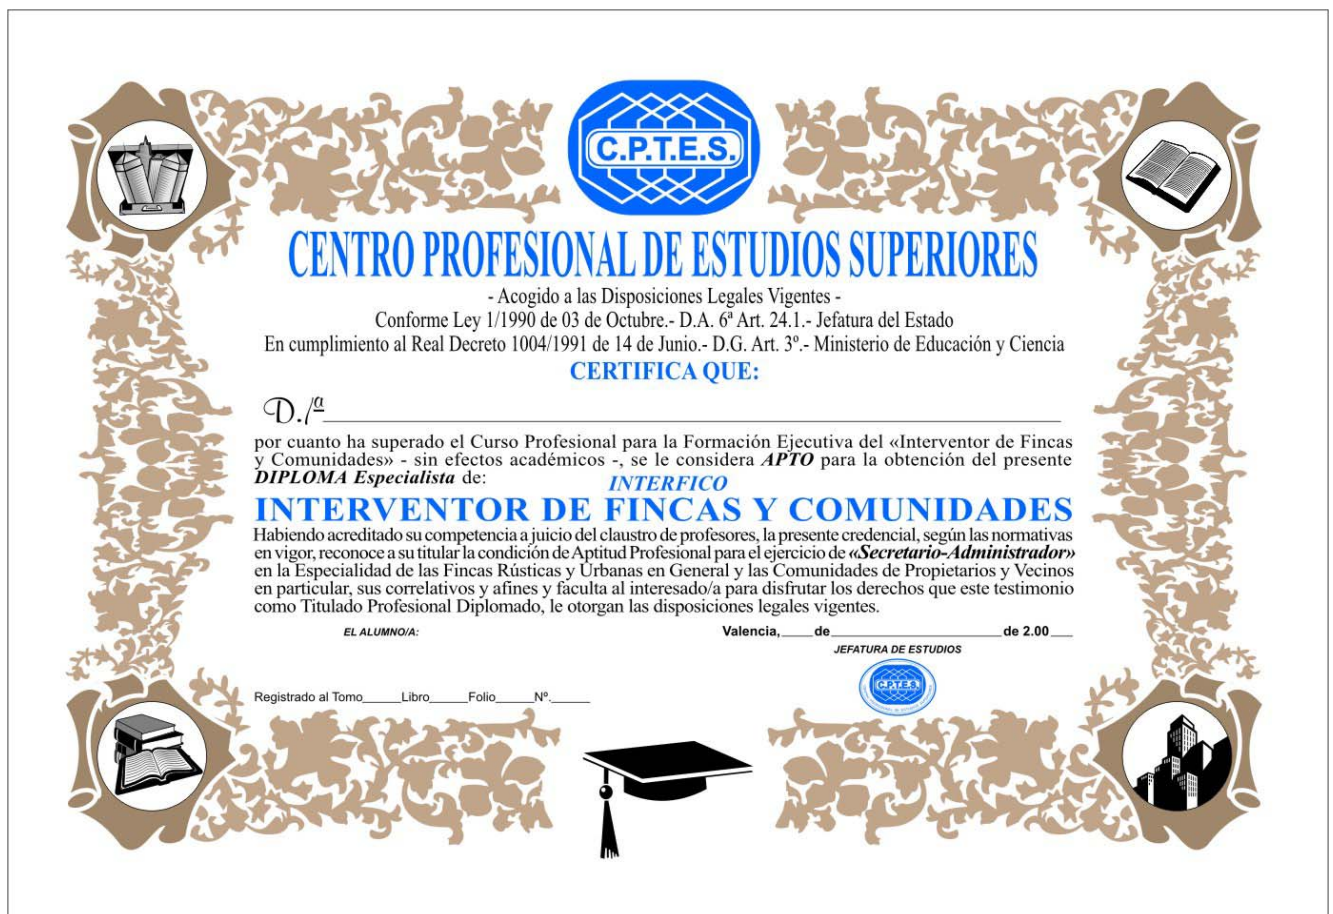 C.P.T.E.S.
CENTRO PROFESIONAL DE ESTUDIOS SUPERIORES
- Acogido a las Disposiciones Legales Vigentes -
Conforme Ley 1/1990 de 03 de Octubre.- D.A. 6ª Art. 24.1.- Jefatura del Estado
En cumplimiento al Real Decreto 1004/1991 de 14 de Junio.- D.G. Art. 3º.- Ministerio de Educación y Ciencia
CERTIFICA QUE:
D./ª
por cuanto ha superado el Curso Profesional para la Formación Ejecutiva del «Interventor de Fincas
y Comunidades» - sin efectos académicos -, se le considera APTO para la obtención del presente
DIPLOMA Especialista de: INTERFICO
INTERVENTOR DE FINCAS Y COMUNIDADES
Habiendo acreditado su competencia a juicio del claustro de profesores, la presente credencial, según las normativas
en vigor, reconoce a su titular la condición de Aptitud Profesional para el ejercicio de «Secretario-Administrador»
en la Especialidad de las Fincas Rústicas y Urbanas en General y las Comunidades de Propietarios y Vecinos
en particular, sus correlativos y afines y faculta al interesado/a para disfrutar los derechos que este testimonio
como Titulado Profesional Diplomado, le otorgan las disposiciones legales vigentes.
EL ALUMNO/A: Valencia,____de____________________de 2.00___
JEFATURA DE ESTUDIOS
C.P.T.E.S.
Registrado al Tomo______Libro______Folio______Nº.______